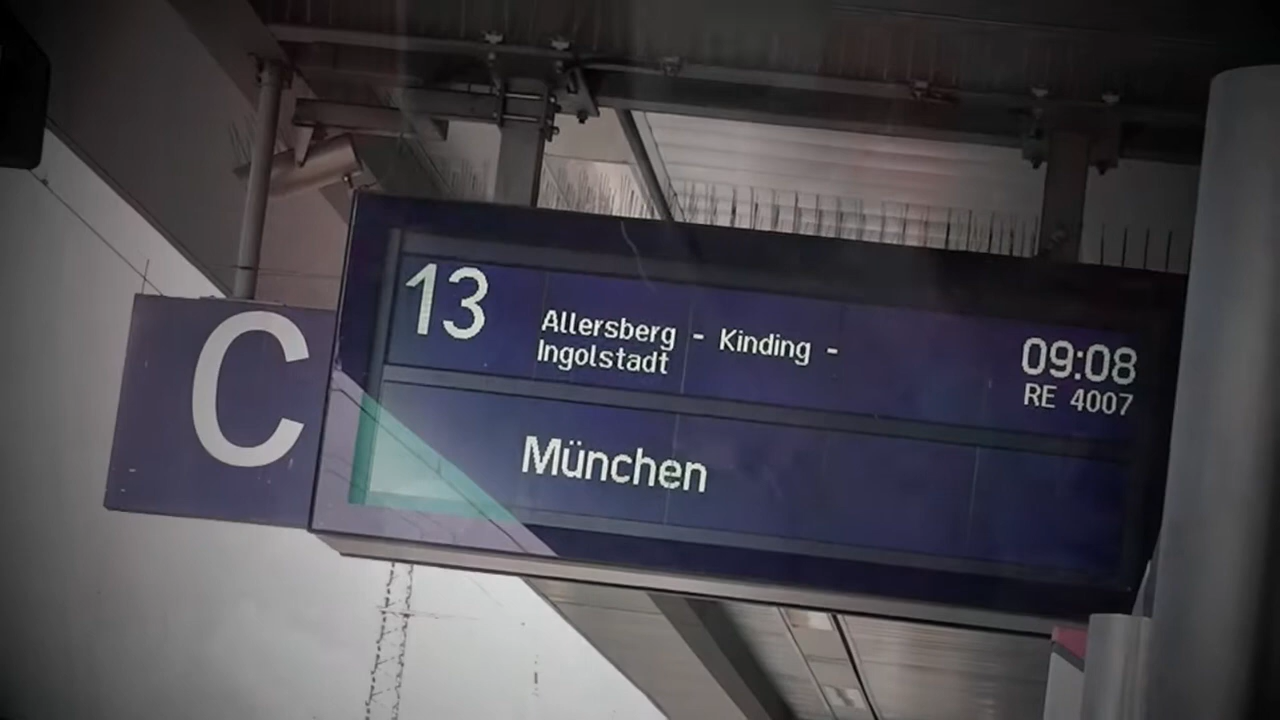 C
13
Allersberg - Kinding -
Ingolstadt
09:08
RE 4007
München